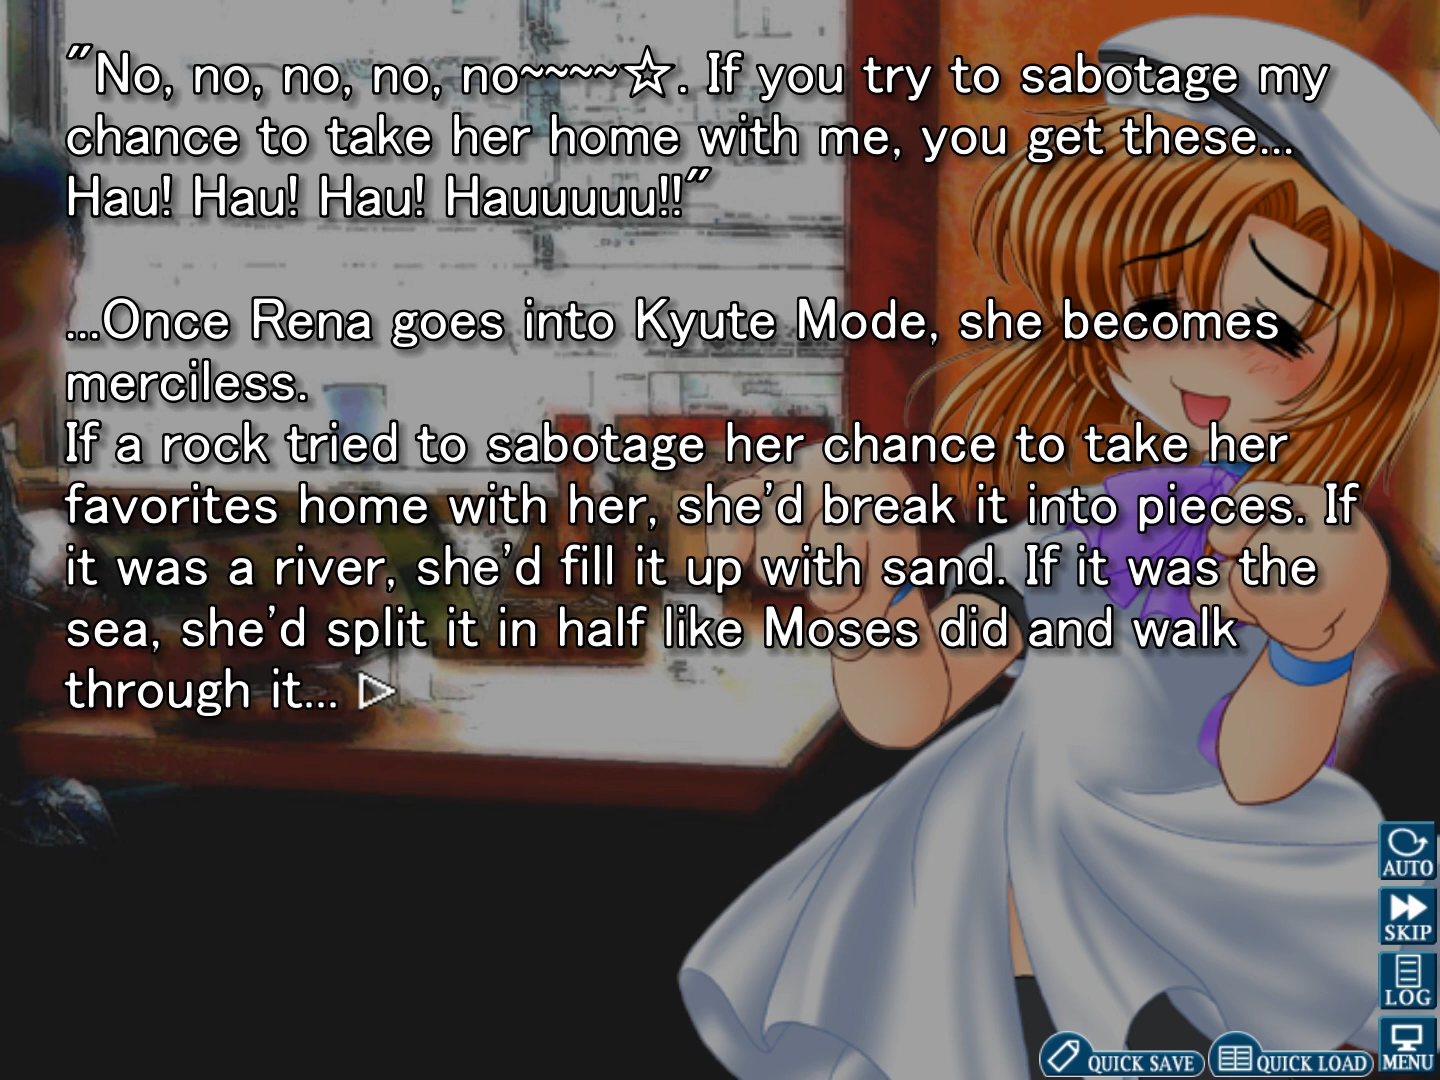 "No, no, no, no, no~~~~☆. If you try to sabotage my
chance to take her home with me, you get these...
Hau! Hau! Hau! Hauuuuu!!"
...Once Rena goes into Kyute Mode, she becomes
merciless.
If a rock tried to sabotage her chance to take her
favorites home with her, she'd break it into pieces. If
it was a river, she'd fill it up with sand. If it was the
sea, she'd split it in half like Moses did and walk
through it... ▷
AUTO
SKIP
LOG
MENU
QUICK SAVE
QUICK LOAD